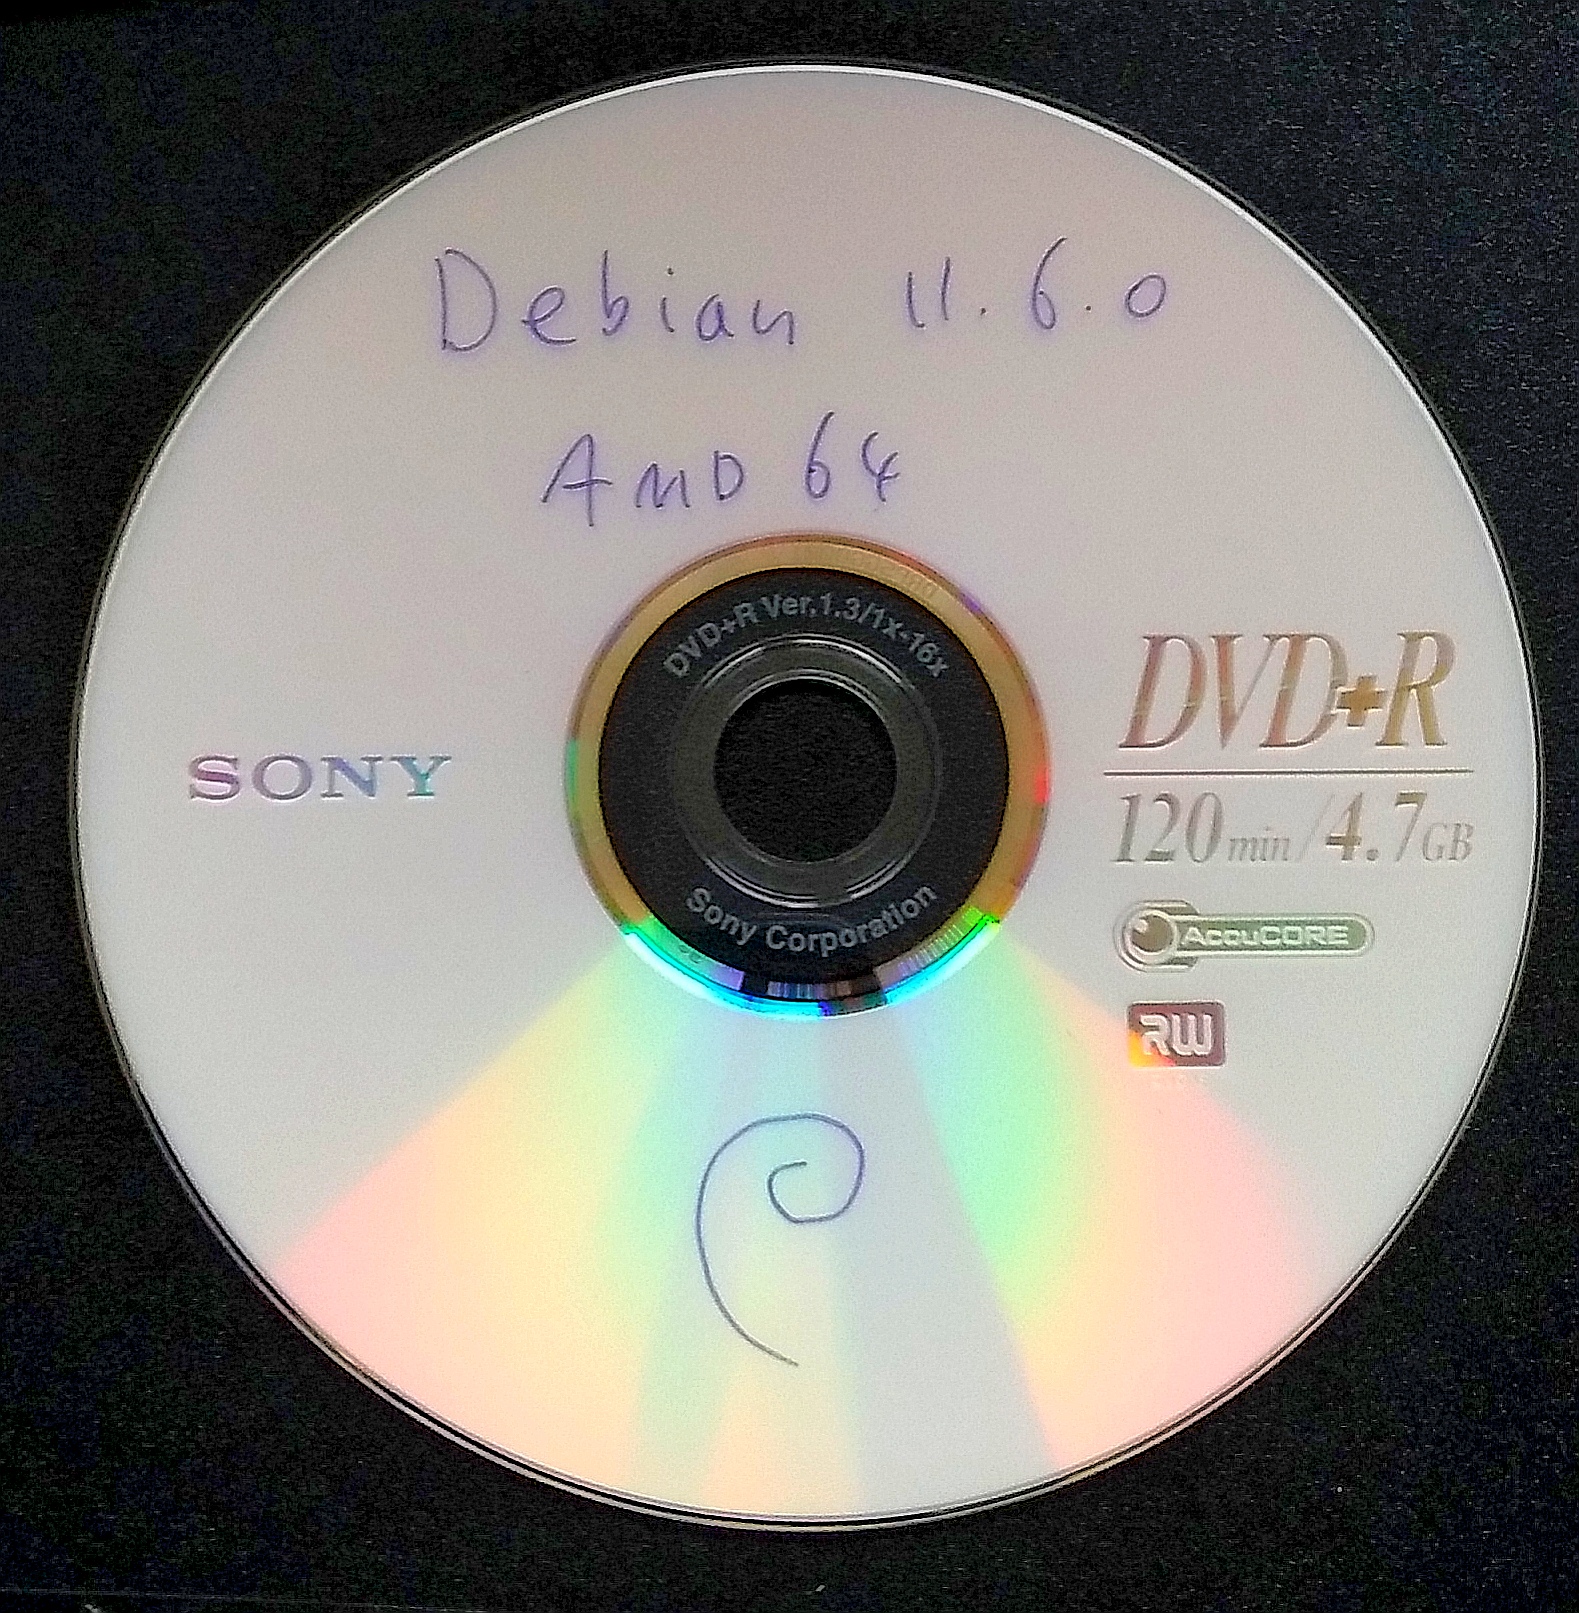 Debian 11.6.0
AMD 64
DVD+R Ver.1.3/1x-16x
SONY
DVD+R
120min/4.7GB
Sony Corporation
AccuCORE
RW